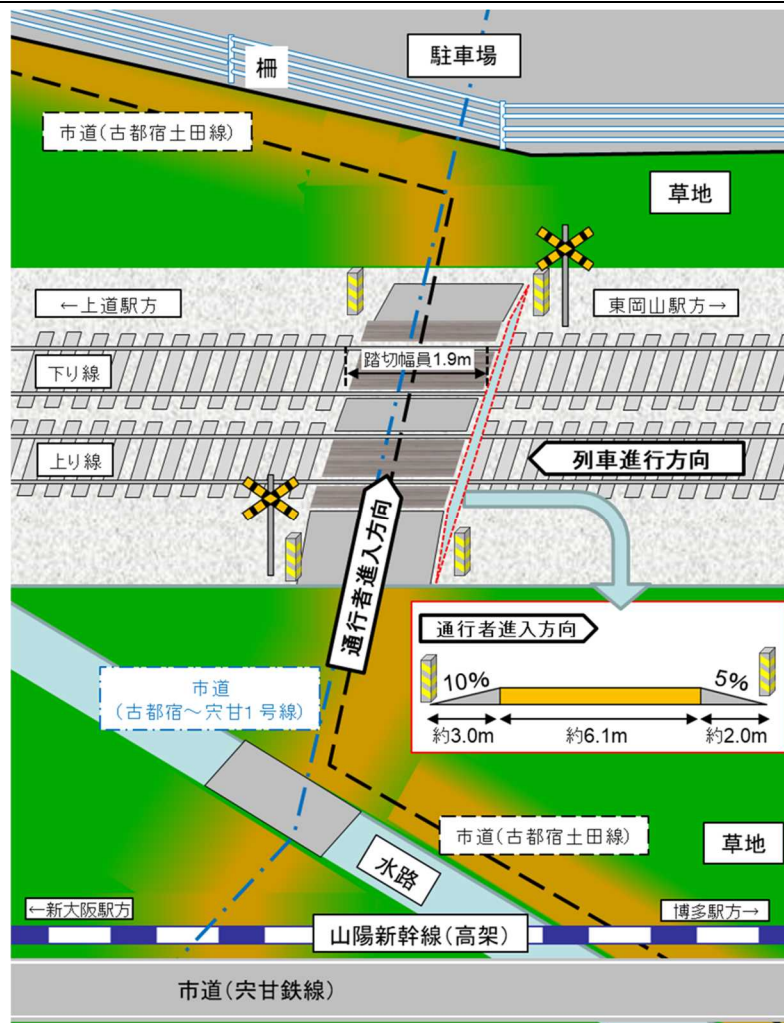 柵
駐車場
市道(古都宿土田線)
草地
←上道駅方
東岡山駅方→
踏切幅員1.9m
下り線
上り線
列車進行方向
通行者進入方向
通行者進入方向
10%
5%
約3.0m
約6.1m
約2.0m
市道
(古都宿～宍甘1号線)
市道(古都宿土田線)
草地
水路
←新大阪駅方
博多駅方→
山陽新幹線(高架)
市道(宍甘鉄線)